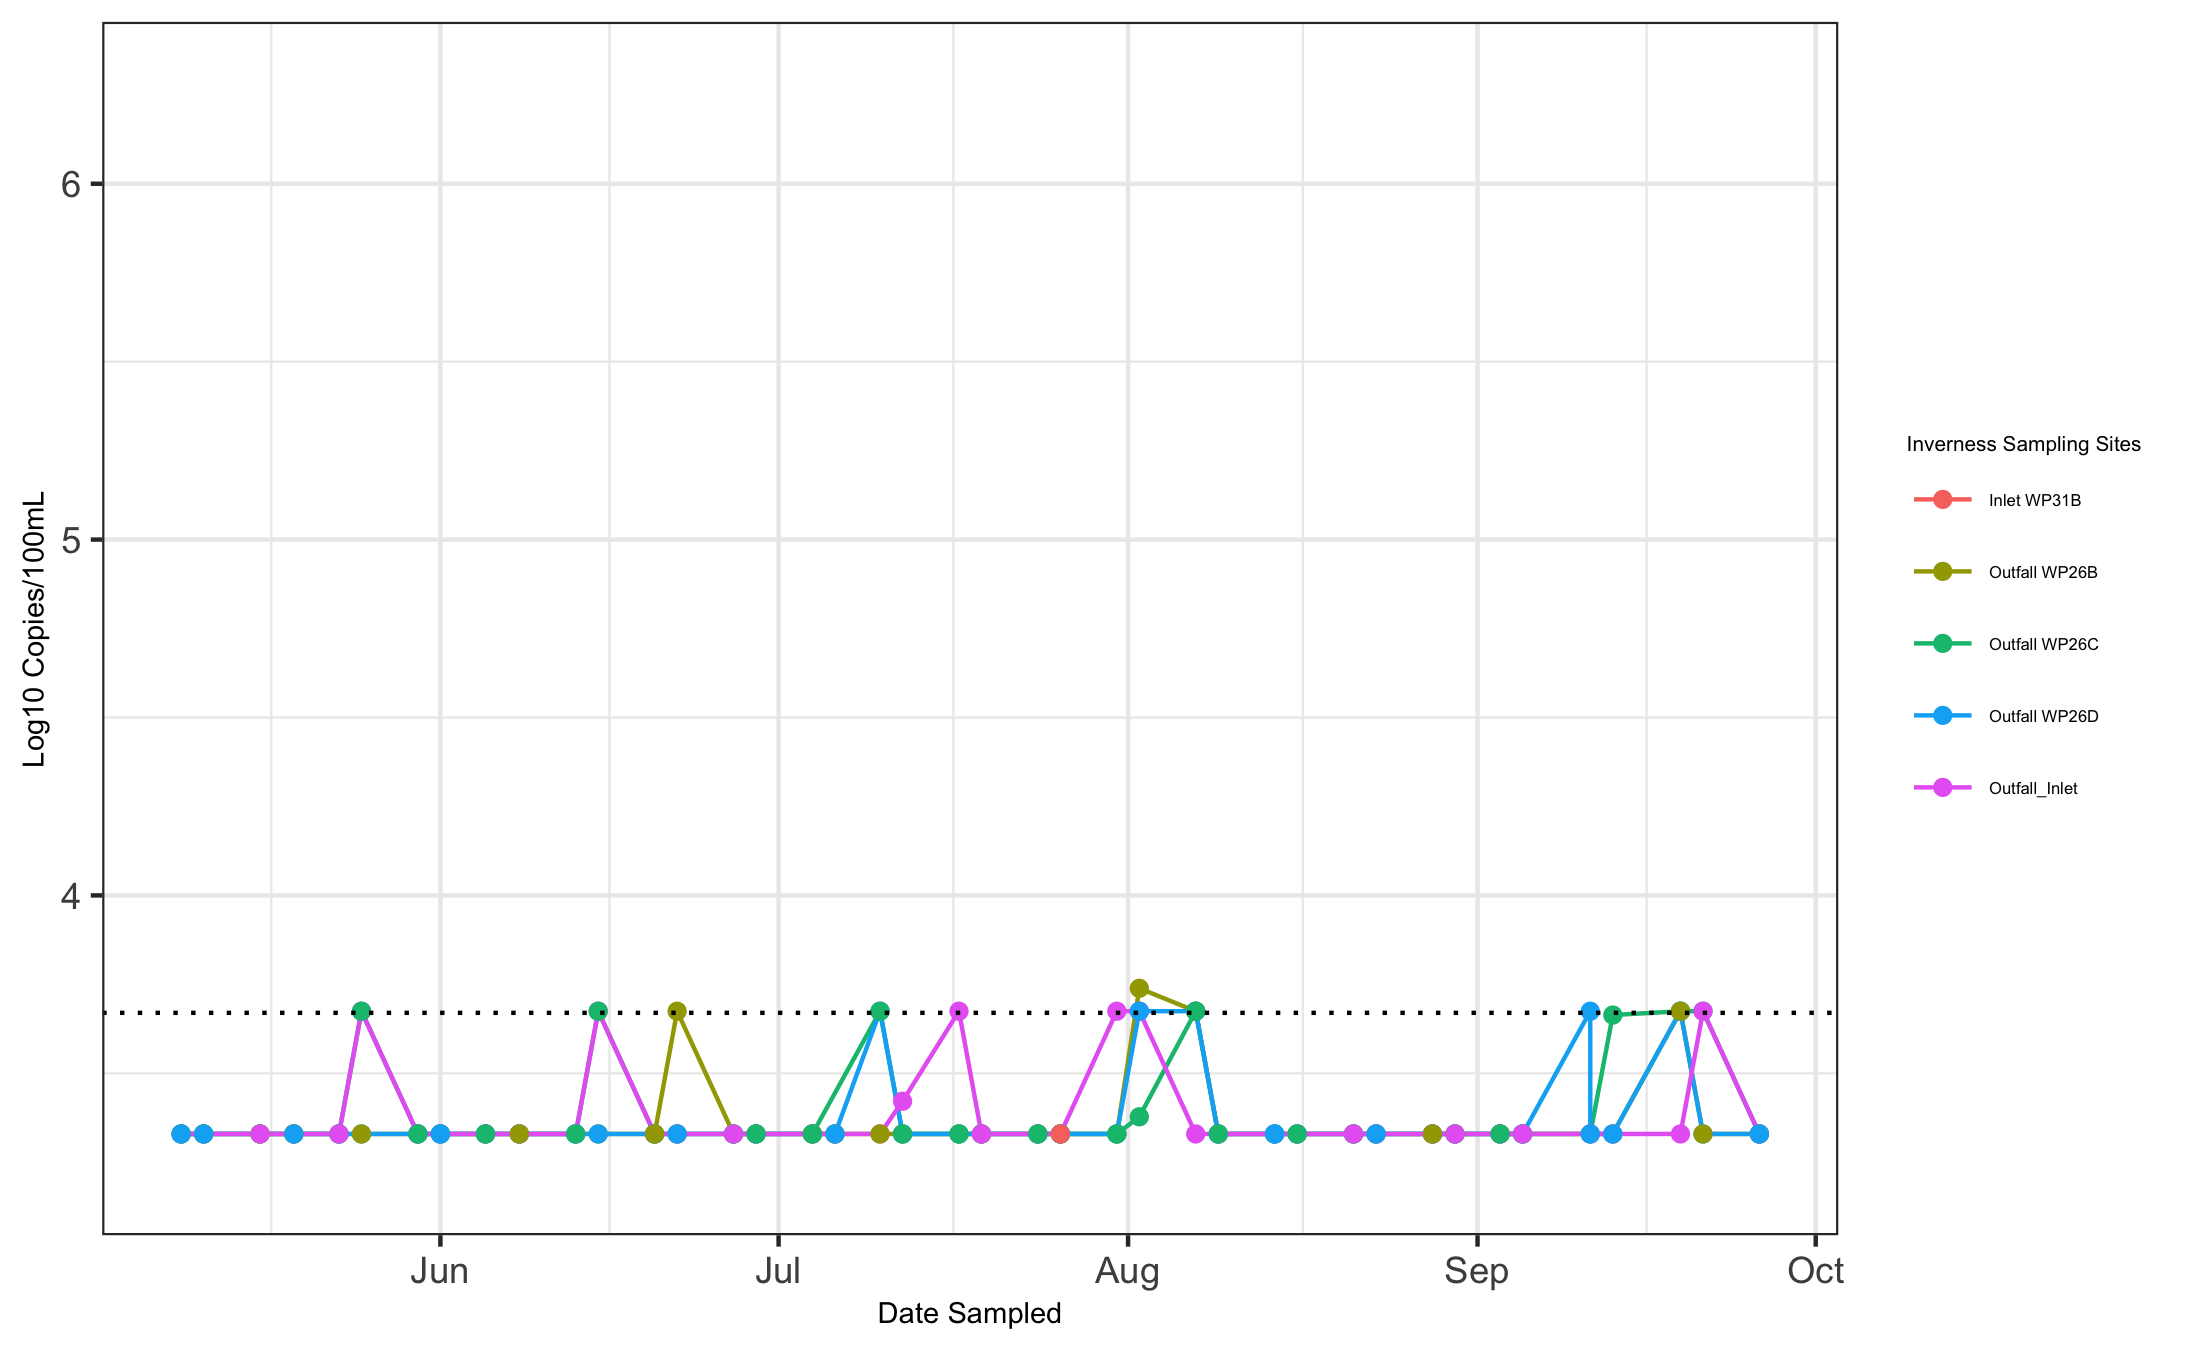 Log10 Copies/100mL
6
5
4
Jun Jul Aug Sep Oct
Date Sampled
Inverness Sampling Sites
Inlet WP31B
Outfall WP26B
Outfall WP26C
Outfall WP26D
Outfall_Inlet